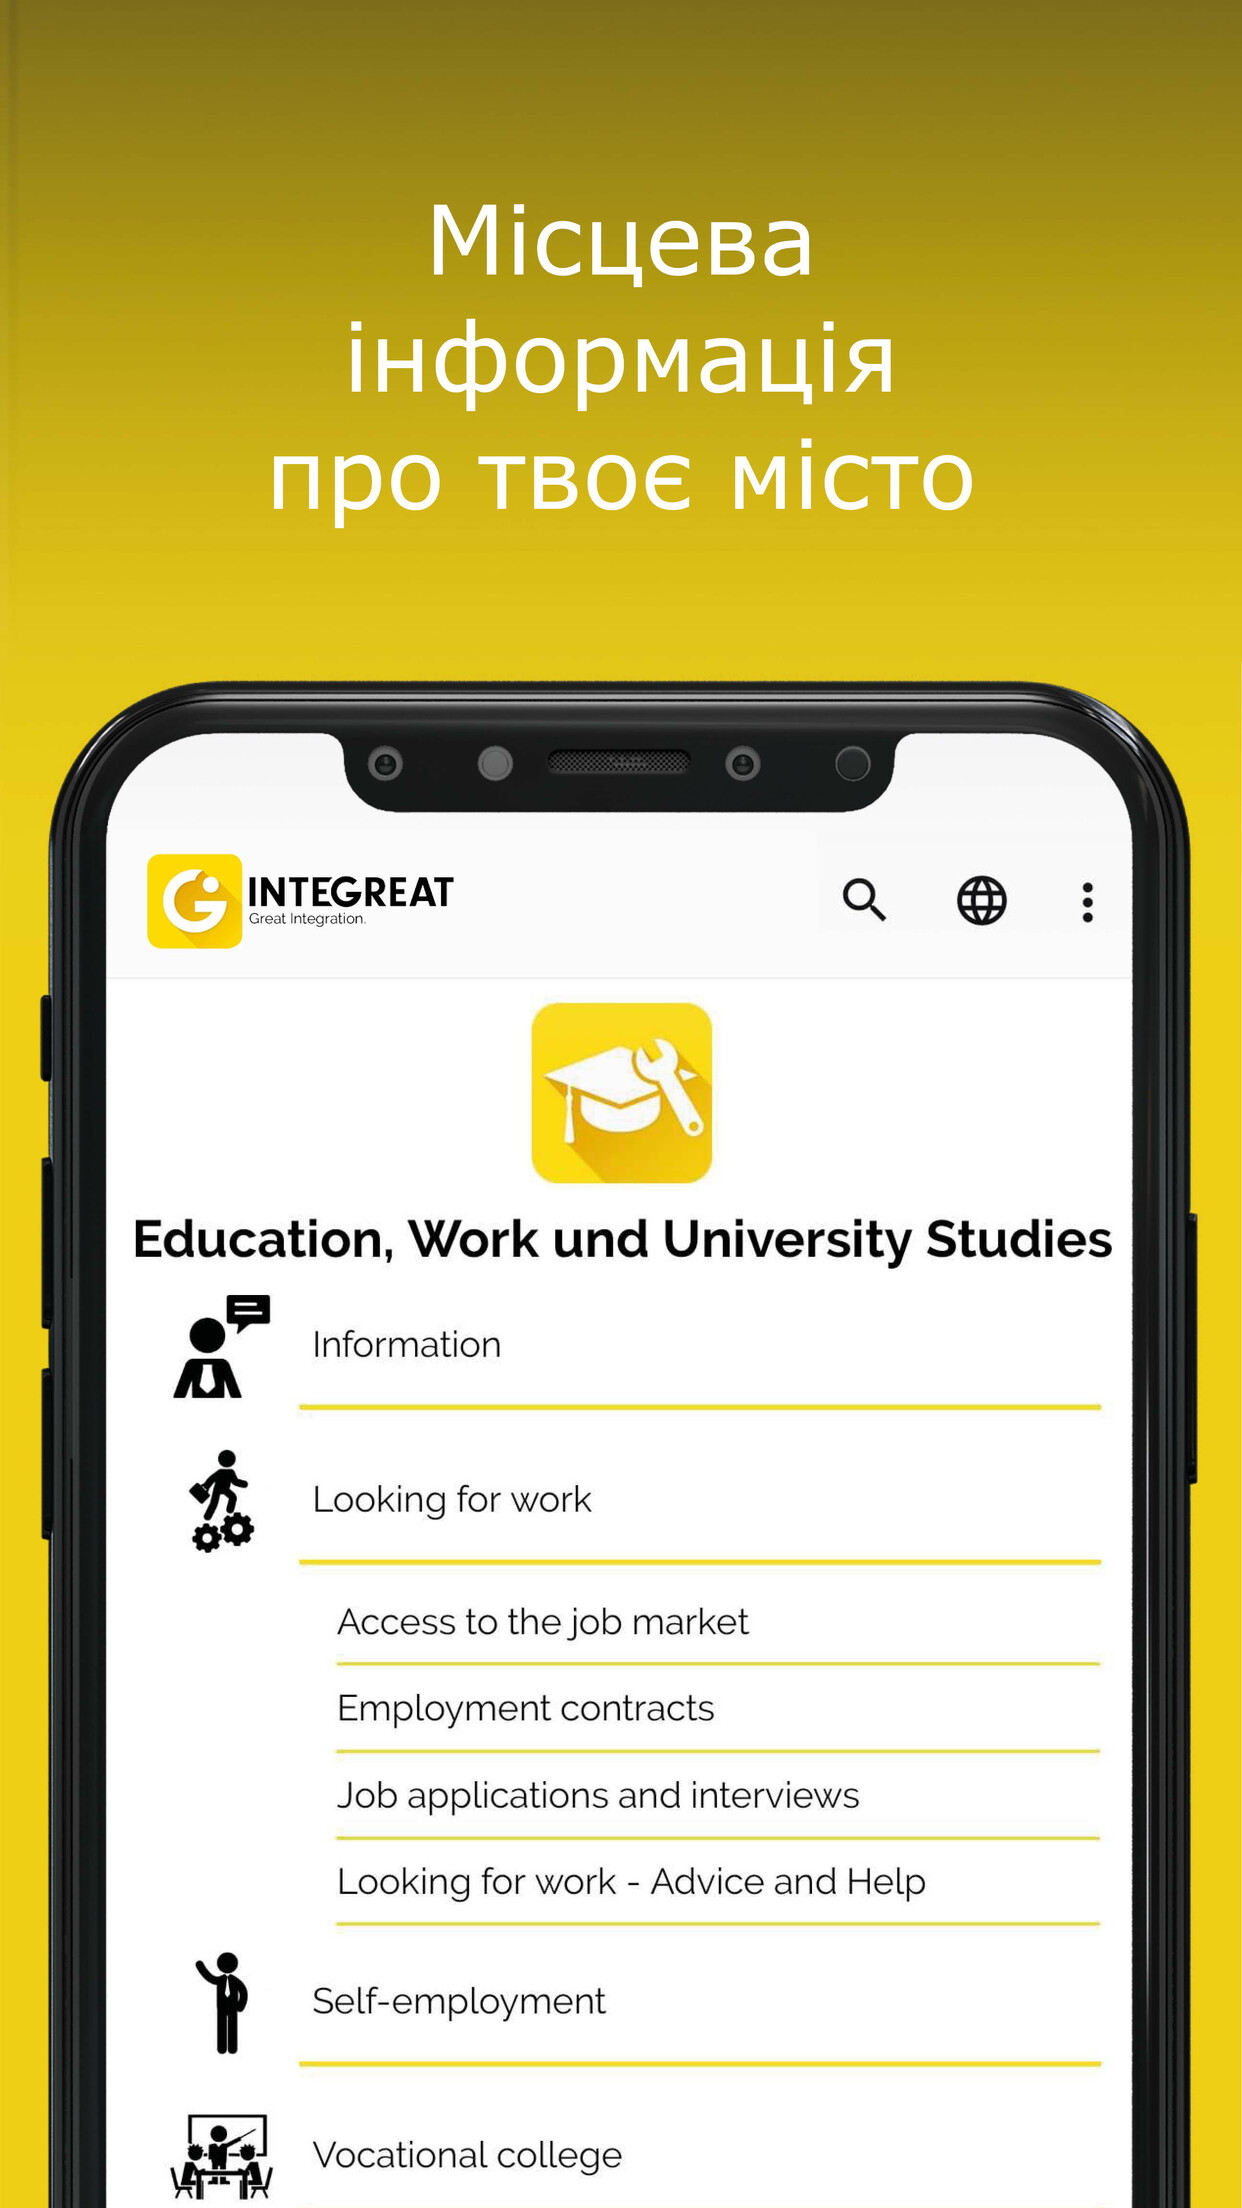 Місцева
інформація
про твоє місто
INTEGREAT
Great Integration.
Education, Work und University Studies
Information
Looking for work
Access to the job market
Employment contracts
Job applications and interviews
Looking for work - Advice and Help
Self-employment
Vocational college